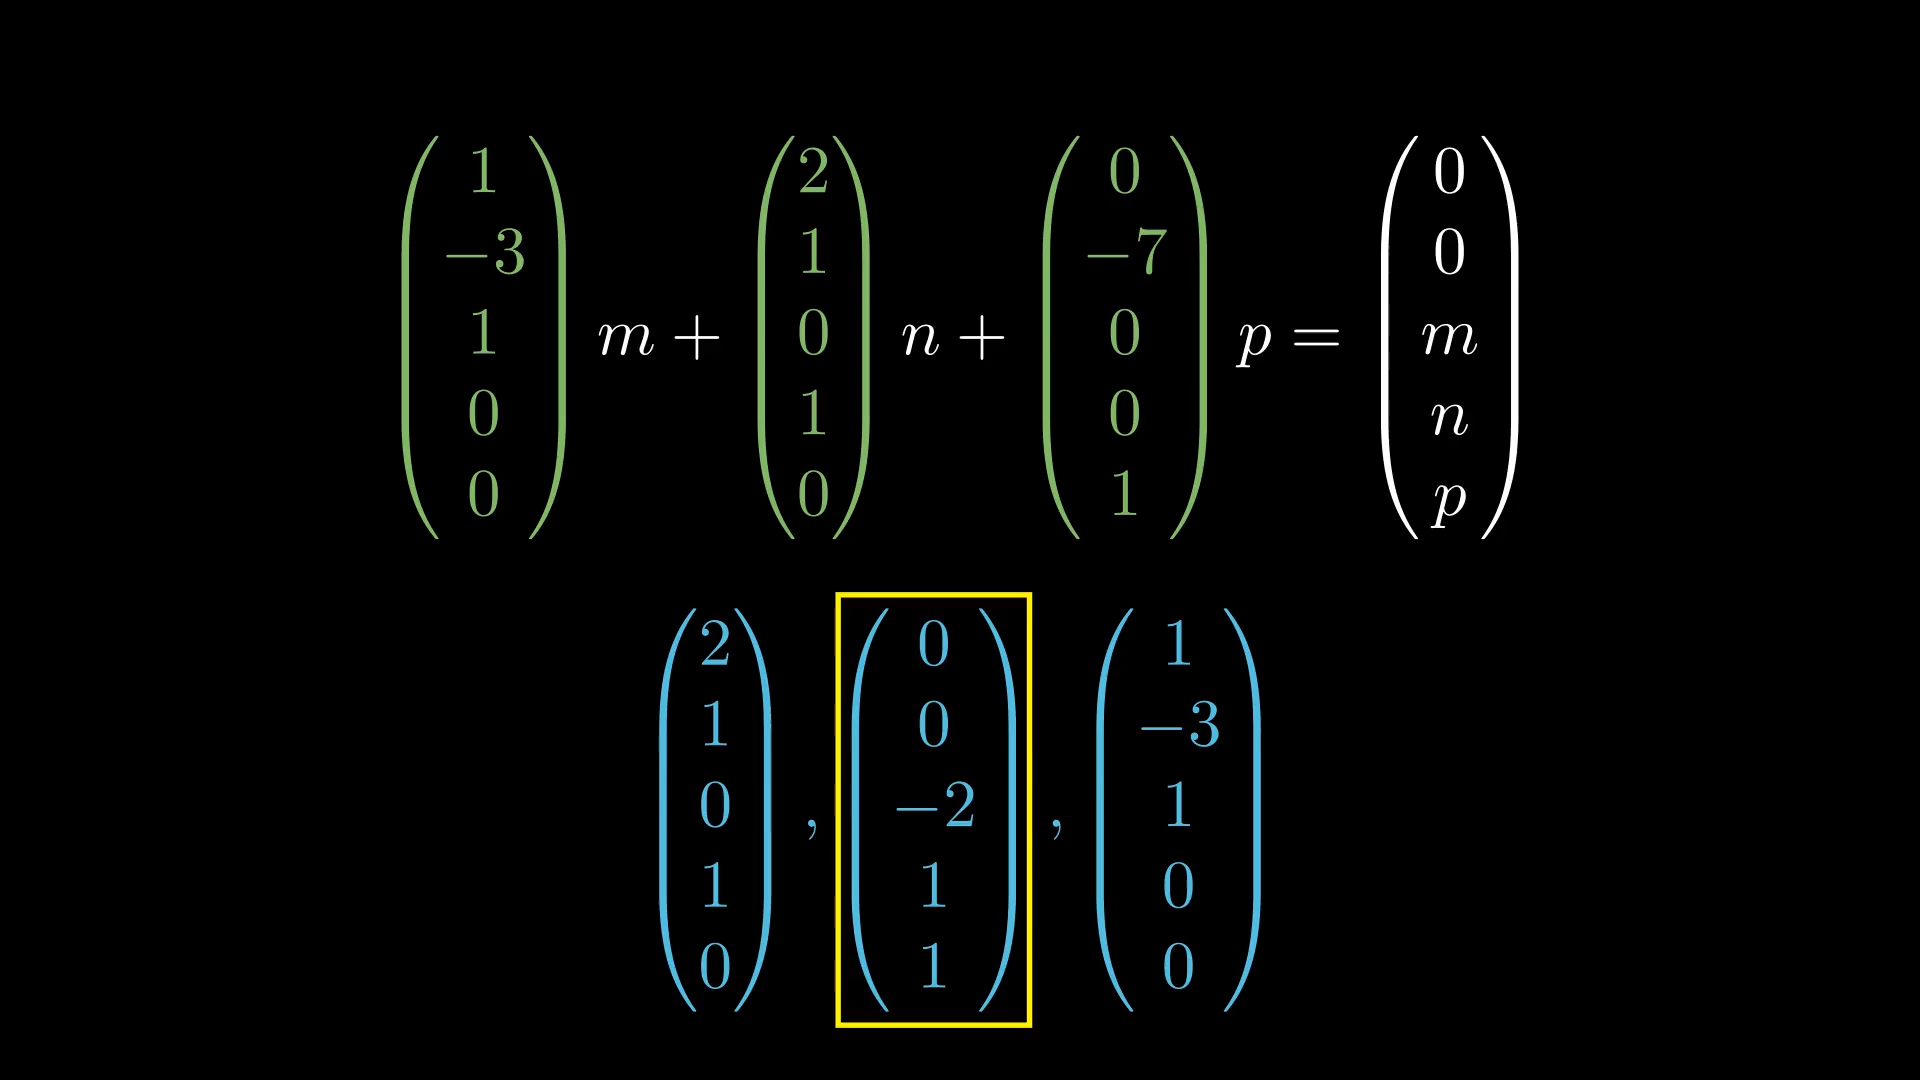 1 2 0 0
−3 1 −7 0
1 m + 0 n + 0 p = m
0 1 0 n
0 0 1 p
2 0 1
1 0 −3
0 , −2 , 1
1 1 0
0 1 0